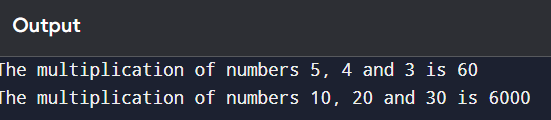 Output
The multiplication of numbers 5, 4 and 3 is 60
The multiplication of numbers 10, 20 and 30 is 6000